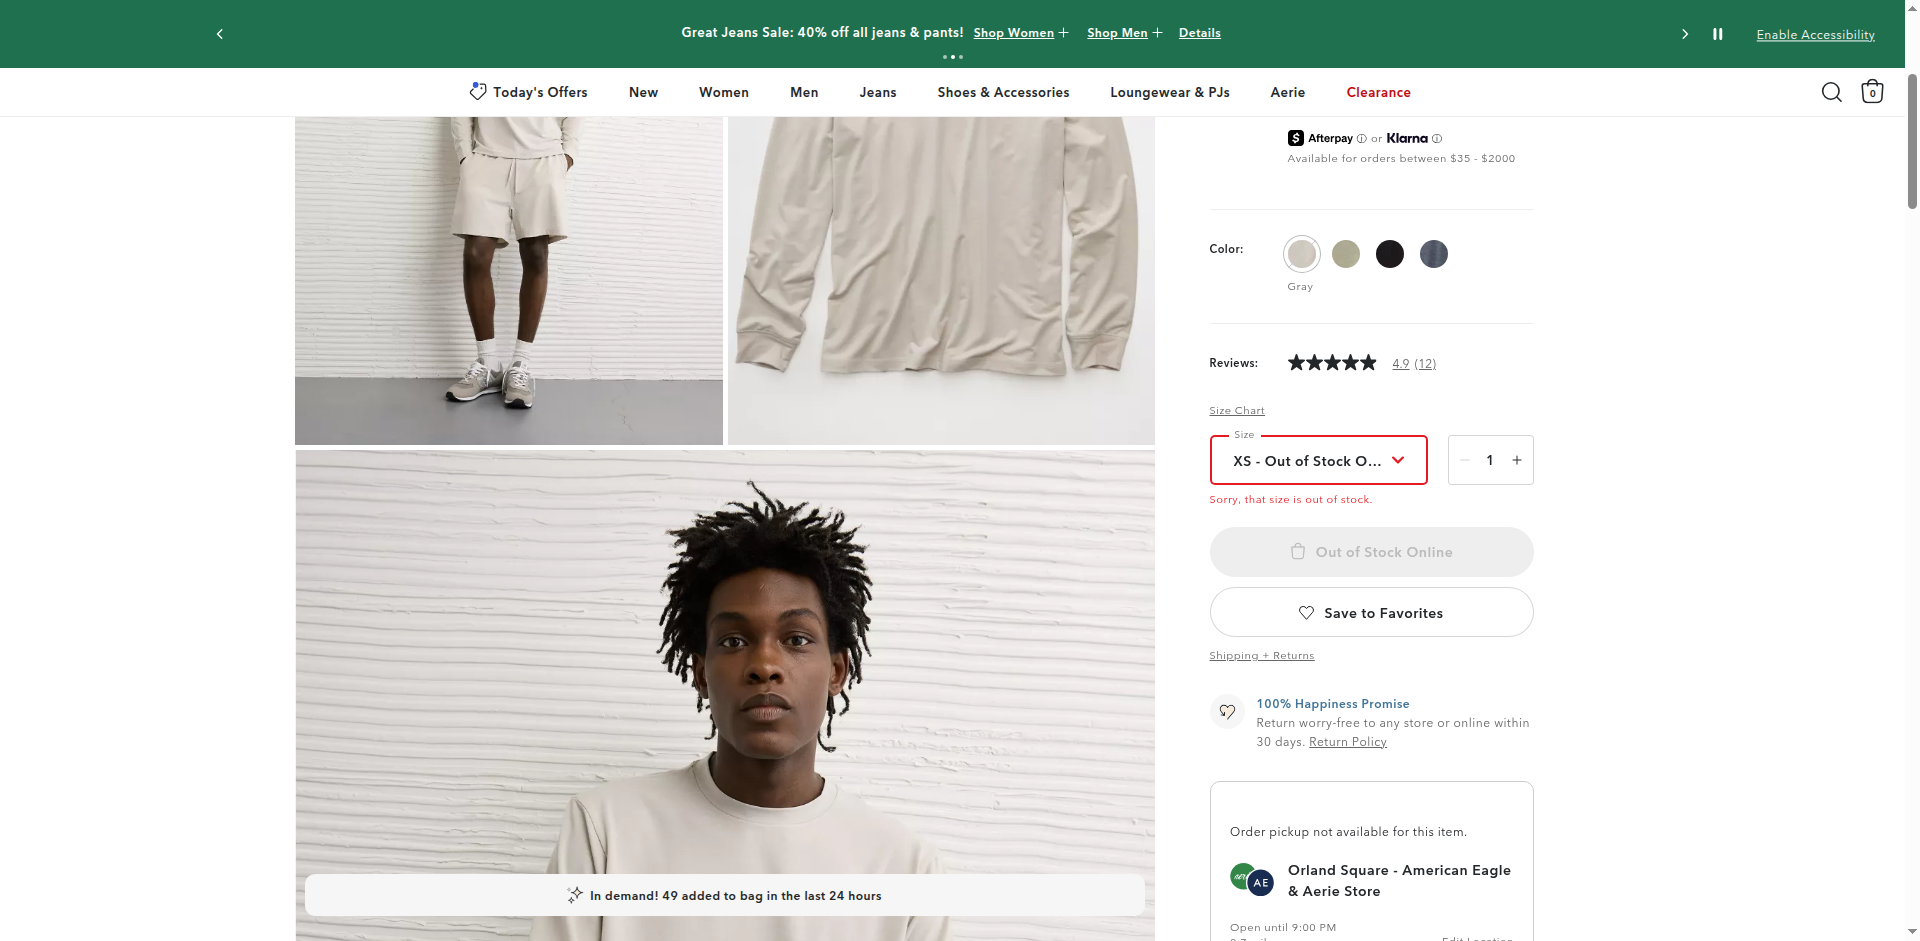 Great Jeans Sale: 40% off all jeans & pants! Shop Women + Shop Men + Details
Enable Accessibility
Today's Offers New Women Men Jeans Shoes & Accessories Loungewear & PJs Aerie Clearance
0
Afterpay or Klarna
Available for orders between $35 - $2000
Color:
Gray
Reviews: 4.9 (12)
Size Chart
Size
XS - Out of Stock O...
1
Sorry, that size is out of stock.
Out of Stock Online
Save to Favorites
Shipping + Returns
100% Happiness Promise
Return worry-free to any store or online within
30 days. Return Policy
Order pickup not available for this item.
aerie AE
Orland Square - American Eagle
& Aerie Store
Open until 9:00 PM
In demand! 49 added to bag in the last 24 hours